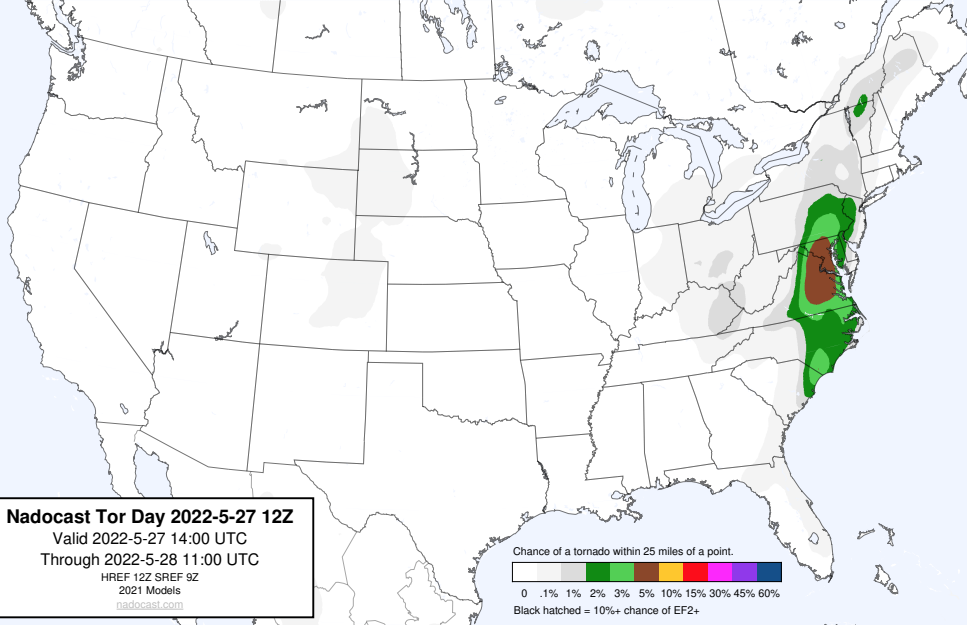 Nadocast Tor Day 2022-5-27 12Z
Valid 2022-5-27 14:00 UTC
Through 2022-5-28 11:00 UTC
HREF 12Z SREF 9Z
2021 Models
nadocast.com
Chance of a tornado within 25 miles of a point.
0 .1% 1% 2% 3% 5% 10% 15% 30% 45% 60%
Black hatched = 10%+ chance of EF2+